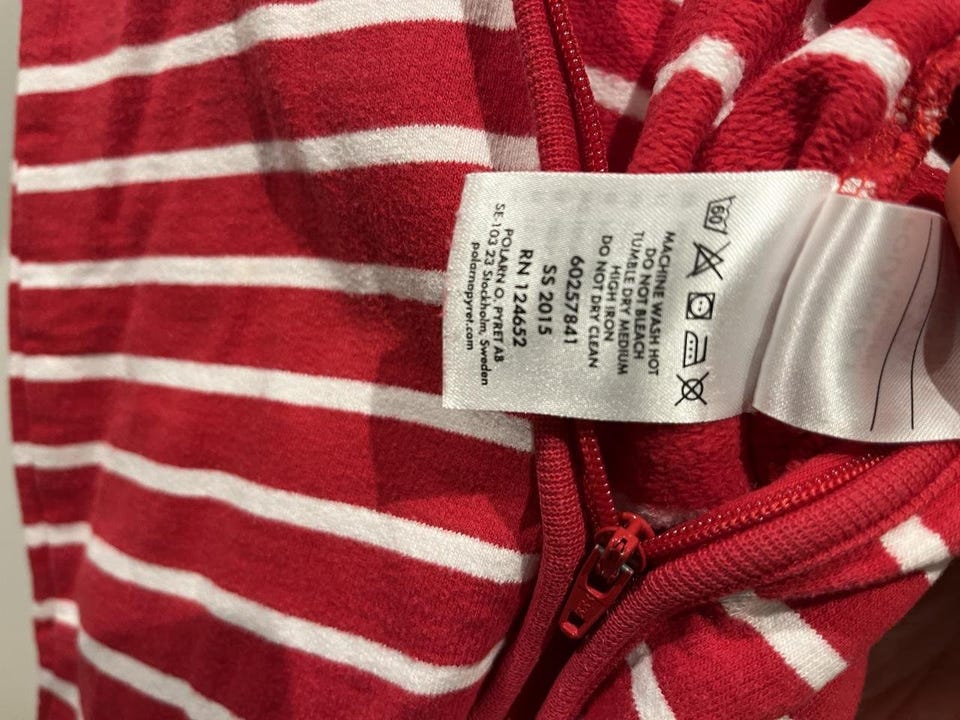 60
MACHINE WASH HOT
DO NOT BLEACH
TUMBLE DRY MEDIUM
HIGH IRON
DO NOT DRY CLEAN
60257841
SS 2015
RN 124652
POLARN O. PYRET AB
SE-103 23 Stockholm, Sweden
polarnopyret.com